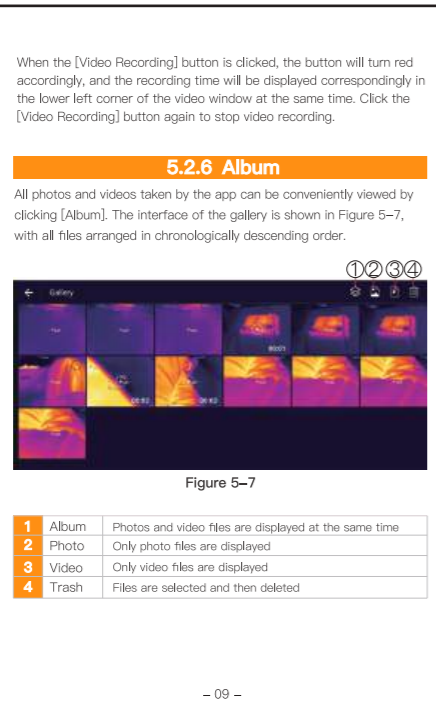 When the [Video Recording] button is clicked, the button will turn red
accordingly, and the recording time will be displayed correspondingly in
the lower left corner of the video window at the same time. Click the
[Video Recording] button again to stop video recording.
5.2.6 Album
All photos and videos taken by the app can be conveniently viewed by
clicking [Album]. The interface of the gallery is shown in Figure 5–7,
with all files arranged in chronologically descending order.
①②③④
Gallery
Figure 5–7
1 Album Photos and video files are displayed at the same time
2 Photo Only photo files are displayed
3 Video Only video files are displayed
4 Trash Files are selected and then deleted
– 09 –